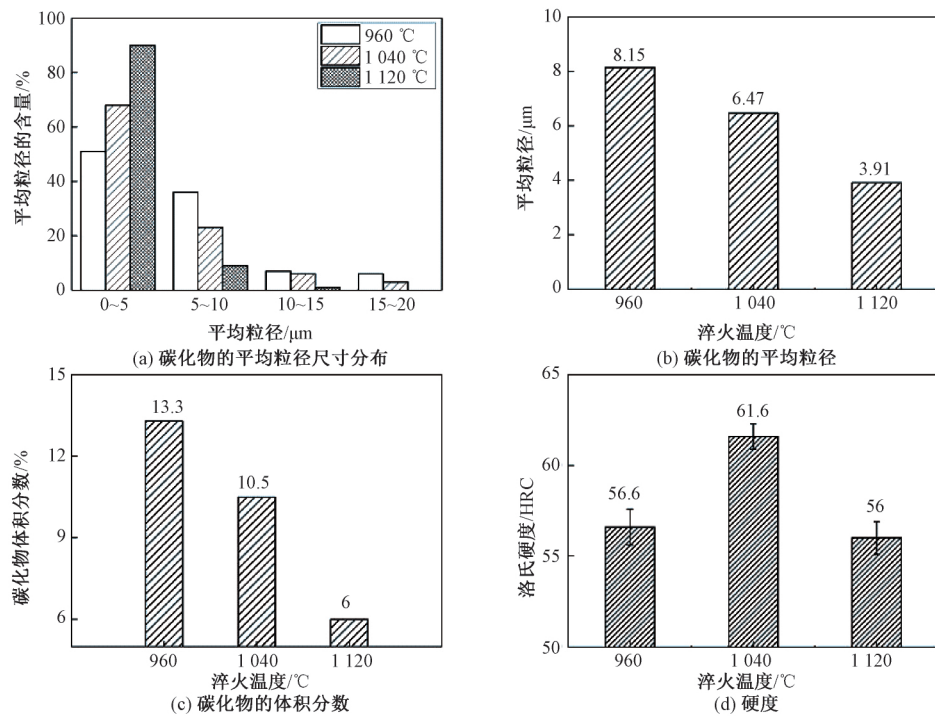 100
80
60
40
20
0
平均粒径的含量/%
960 ℃
1 040 ℃
1 120 ℃
0~5 5~10 10~15 15~20
平均粒径/μm
(a) 碳化物的平均粒径尺寸分布
10
8
6
4
2
0
平均粒径/μm
8.15
6.47
3.91
960 1 040 1 120
淬火温度/℃
(b) 碳化物的平均粒径
15
12
9
6
碳化物体积分数/%
13.3
10.5
6
960 1 040 1 120
淬火温度/℃
(c) 碳化物的体积分数
65
60
55
50
洛氏硬度/HRC
56.6
61.6
56
960 1 040 1 120
淬火温度/℃
(d) 硬度